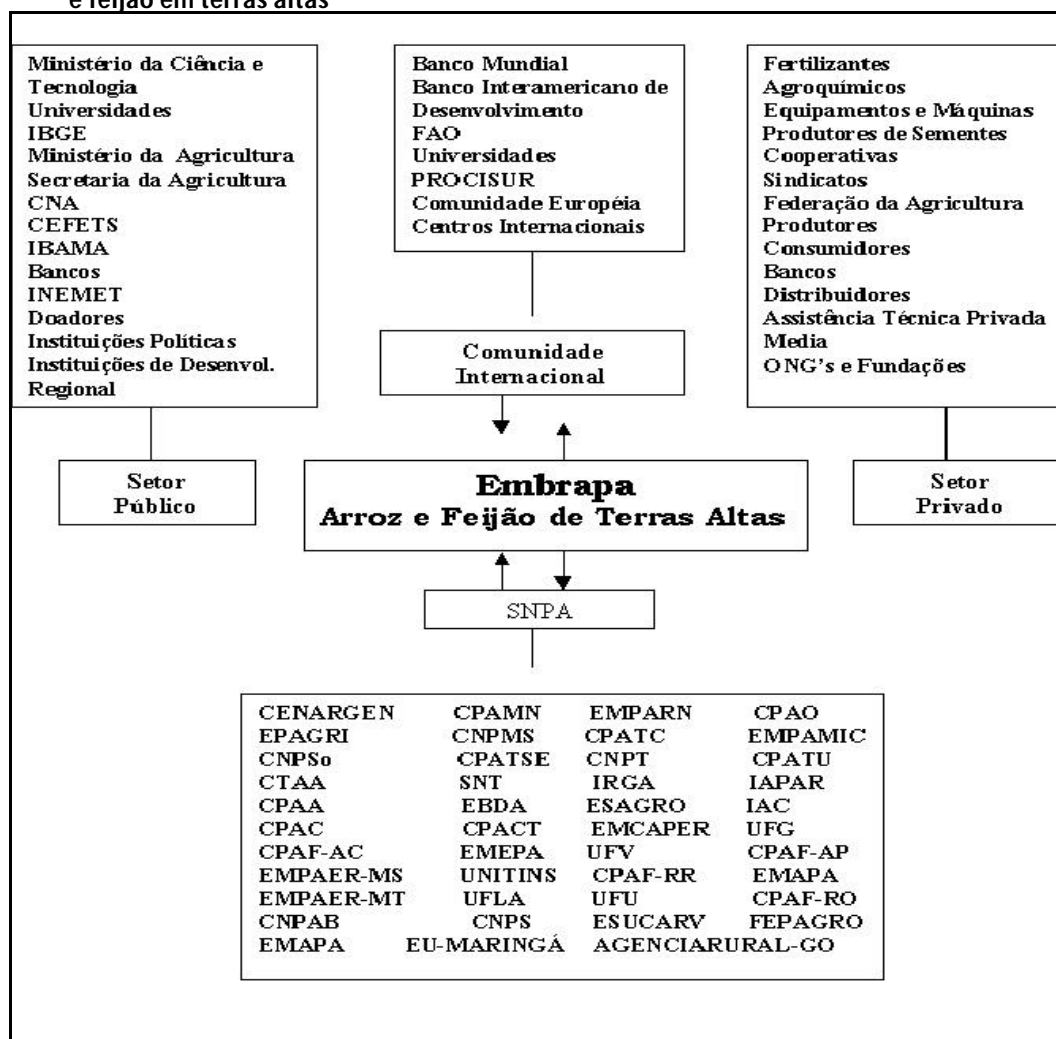 e feijão em terras altas
Ministério da Ciência e
Tecnologia
Universidades
IBGE
Ministério da Agricultura
Secretaria da Agricultura
CNA
CEFETS
IBAMA
Bancos
INEMET
Doadores
Instituições Políticas
Instituições de Desenvol.
Regional
Setor
Público
Banco Mundial
Banco Interamericano de
Desenvolvimento
FAO
Universidades
PROCISUR
Comunidade Européia
Centros Internacionais
Comunidade
Internacional
Fertilizantes
Agroquímicos
Equipamentos e Máquinas
Produtores de Sementes
Cooperativas
Sindicatos
Federação da Agricultura
Produtores
Consumidores
Bancos
Distribuidores
Assistência Técnica Privada
Media
ONG's e Fundações
Setor
Privado
Embrapa
Arroz e Feijão de Terras Altas
SNPA
CENARGEN CPAMN EMPARN CPAO
EPAGRI CNPMS CPATC EMPAMIC
CNPSo CPATSE CNPT CPATU
CTAA SNT IRGA IAPAR
CPAA EBDA ESAGRO IAC
CPAC CPACT EMCAPER UFG
CPAF-AC EMEPA UFV CPAF-AP
EMPAER-MS UNITINS CPAF-RR EMAPA
EMPAER-MT UFLA UFU CPAF-RO
CNPAB CNPS ESUCARV FEPAGRO
EMAPA EU-MARINGÁ AGENCIARURAL-GO